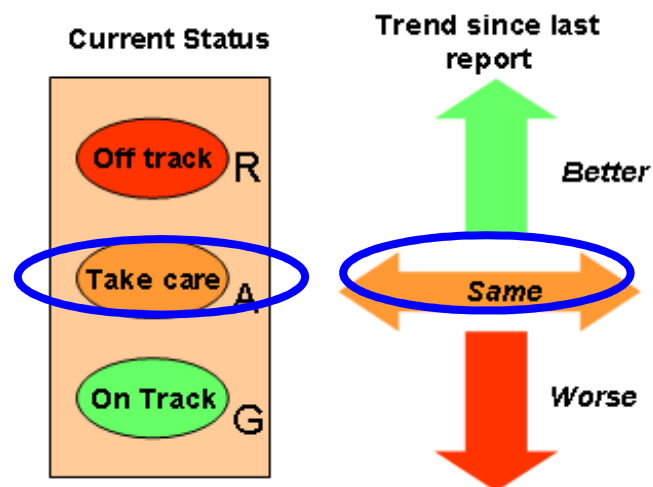 Current Status
Off track R
Take care A
On Track G
Trend since last
report
Better
Same
Worse